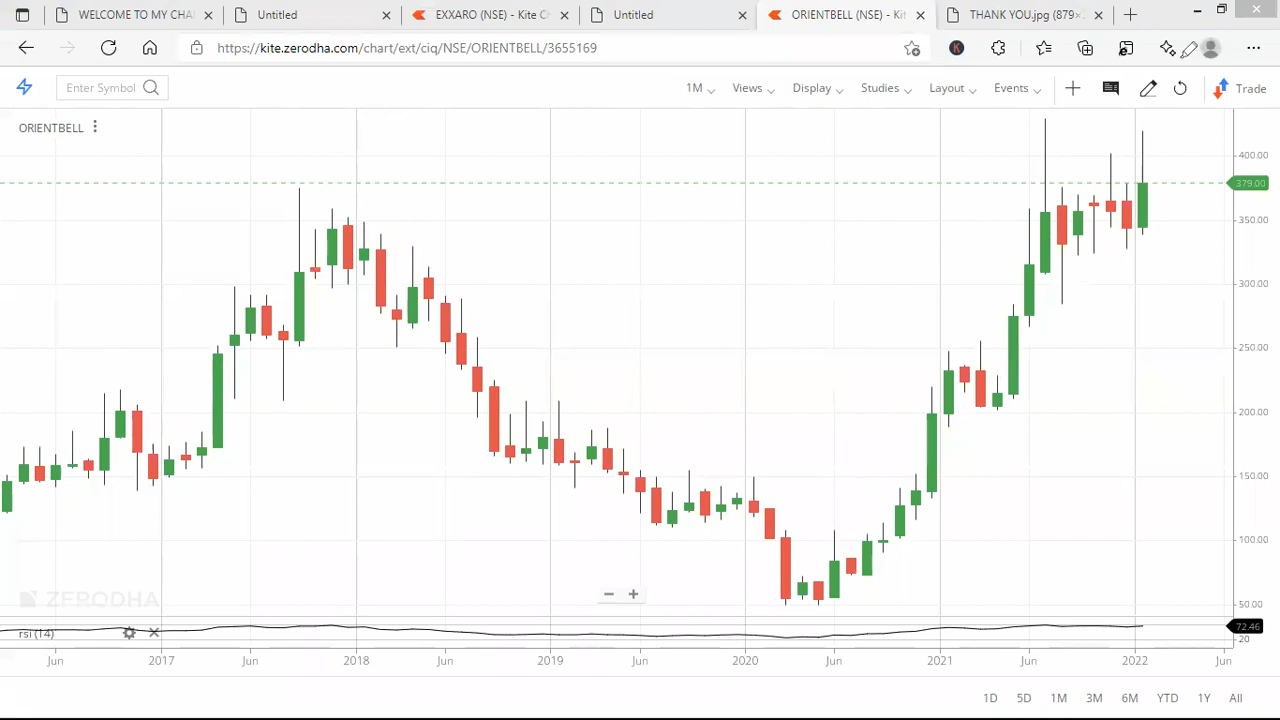 WELCOME TO MY CHA
Untitled
EXXARO (NSE) - Kite C
Untitled
ORIENTBELL (NSE) - Kit
THANK YOU.jpg (879×
https://kite.zerodha.com/chart/ext/ciq/NSE/ORIENTBELL/3655169
Enter Symbol
1M
Views
Display
Studies
Layout
Events
Trade
ORIENTBELL
400.00
379.00
350.00
300.00
250.00
200.00
150.00
100.00
50.00
ZERODHA
rsi (14)
72.46
20
Jun 2017 Jun 2018 Jun 2019 Jun 2020 Jun 2021 Jun 2022 Jun
1D 5D 1M 3M 6M YTD 1Y All